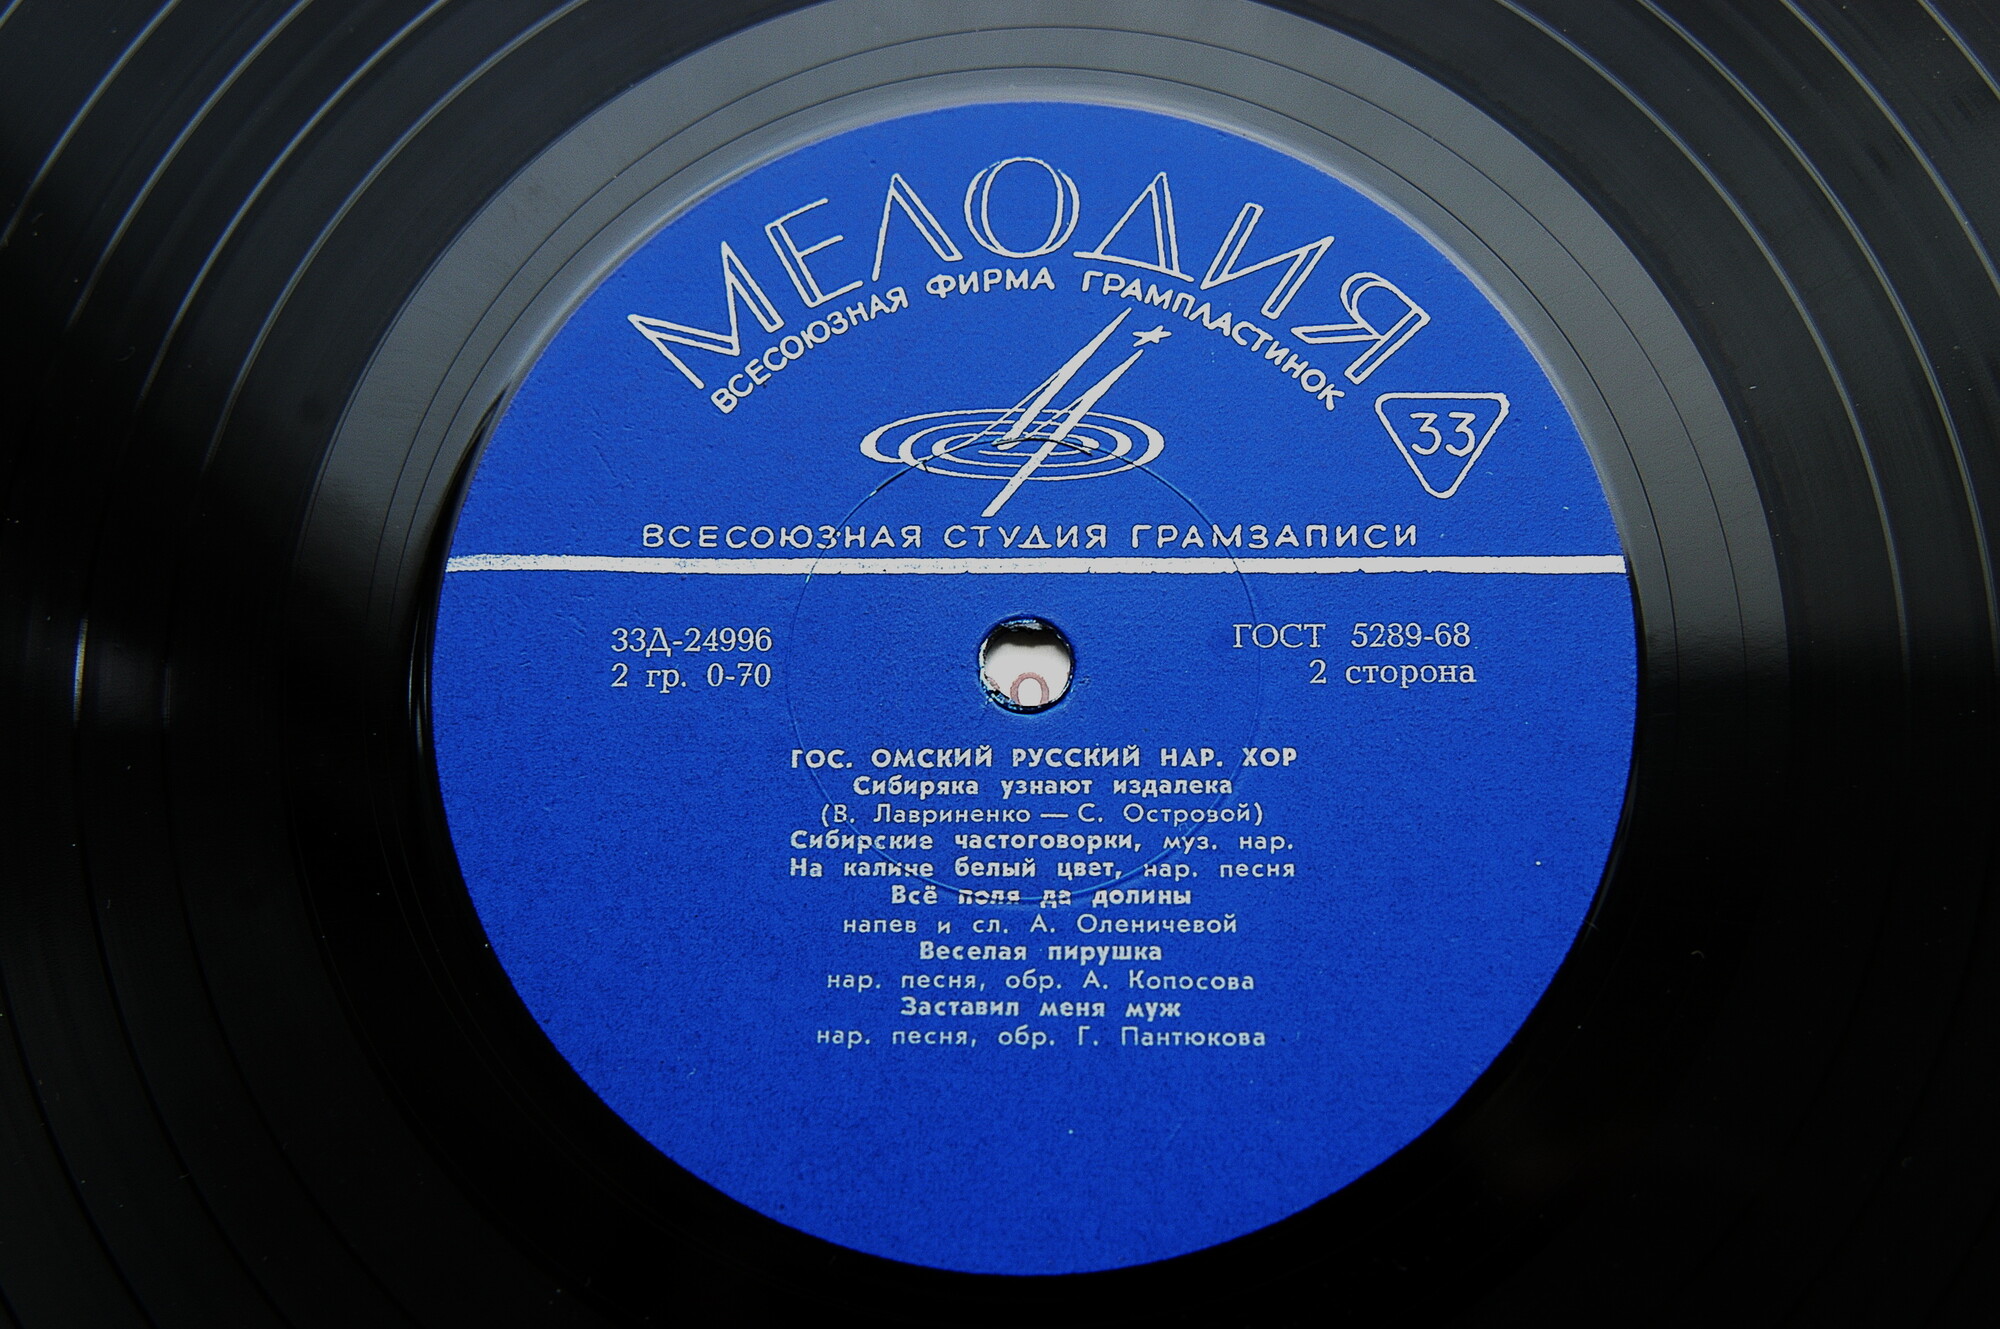 МЕЛОДИЯ
ВСЕСОЮЗНАЯ ФИРМА ГРАМПЛАСТИНОК
33
ВСЕСОЮЗНАЯ СТУДИЯ ГРАМЗАПИСИ
33Д-24996
2 гр. 0-70
ГОСТ 5289-68
2 сторона
ГОС. ОМСКИЙ РУССКИЙ НАР. ХОР
Сибиряка узнают издалека
(В. Лавриненко — С. Островой)
Сибирские частоговорки, муз. нар.
На калине белый цвет, нар. песня
Всё поля да долины
напев и сл. А. Оленичевой
Веселая пирушка
нар. песня, обр. А. Копосова
Заставил меня муж
нар. песня, обр. Г. Пантюкова